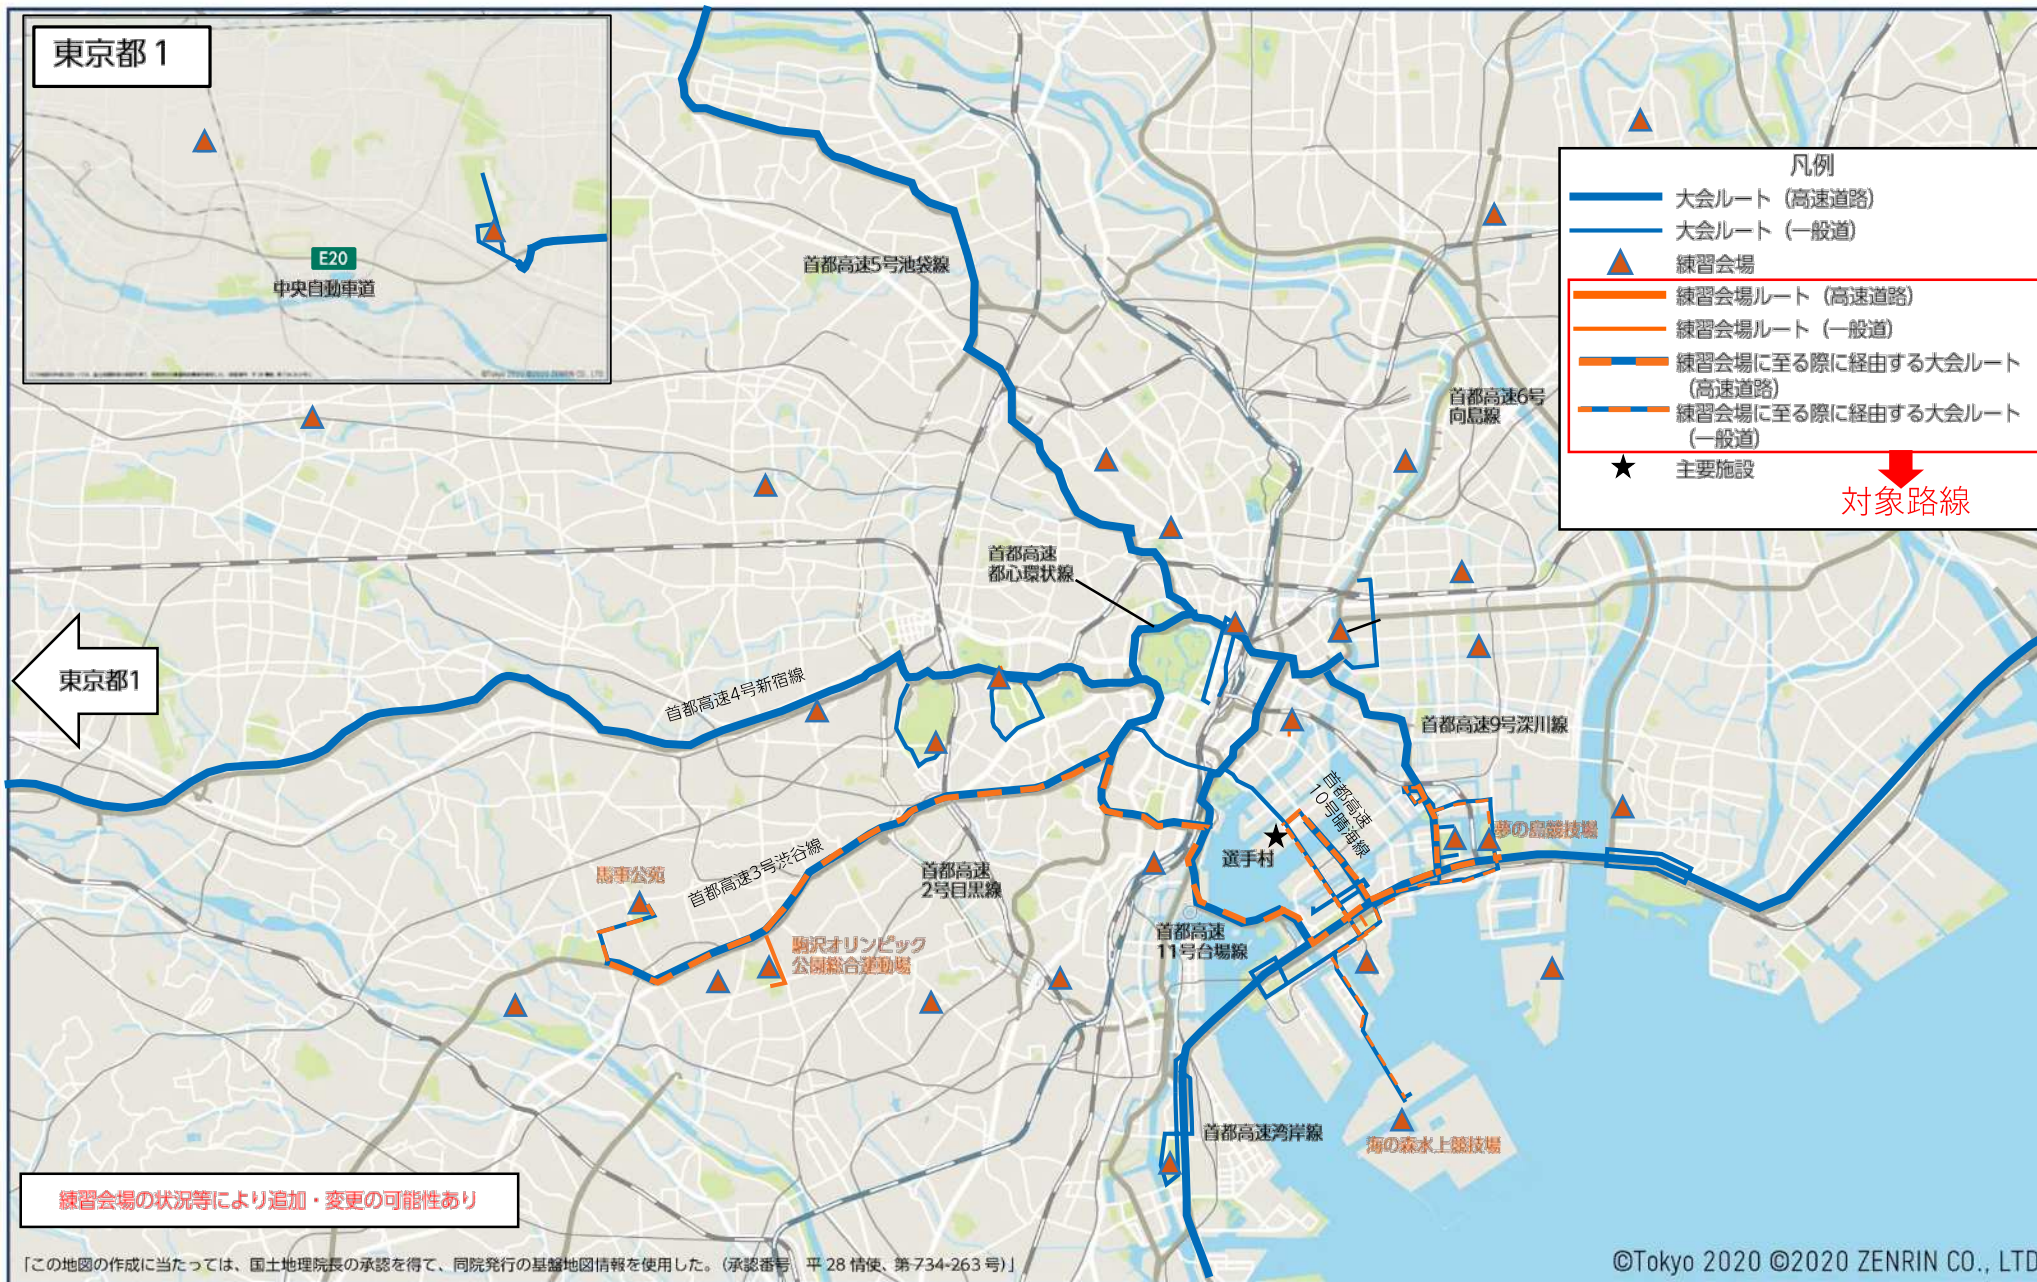 東京都 1
E20
中央自動車道
凡例
大会ルート（高速道路）
大会ルート（一般道）
練習会場
練習会場ルート（高速道路）
練習会場ルート（一般道）
練習会場に至る際に経由する大会ルート
（高速道路）
練習会場に至る際に経由する大会ルート
（一般道）
主要施設
対象路線
首都高速5号池袋線
首都高速6号
向島線
首都高速
都心環状線
東京都1
首都高速4号新宿線
首都高速9号深川線
首都高速
10号晴海線
夢の島競技場
選手村
首都高速3号渋谷線
首都高速
2号目黒線
馬事公苑
駒沢オリンピック
公園総合運動場
首都高速
11号台場線
首都高速湾岸線
海の森水上競技場
練習会場の状況等により追加・変更の可能性あり
「この地図の作成に当たっては、国土地理院長の承認を得て、同院発行の基盤地図情報を使用した。（承認番号　平 28 情使、第 734-263 号）」
©Tokyo 2020 ©2020 ZENRIN CO., LTD